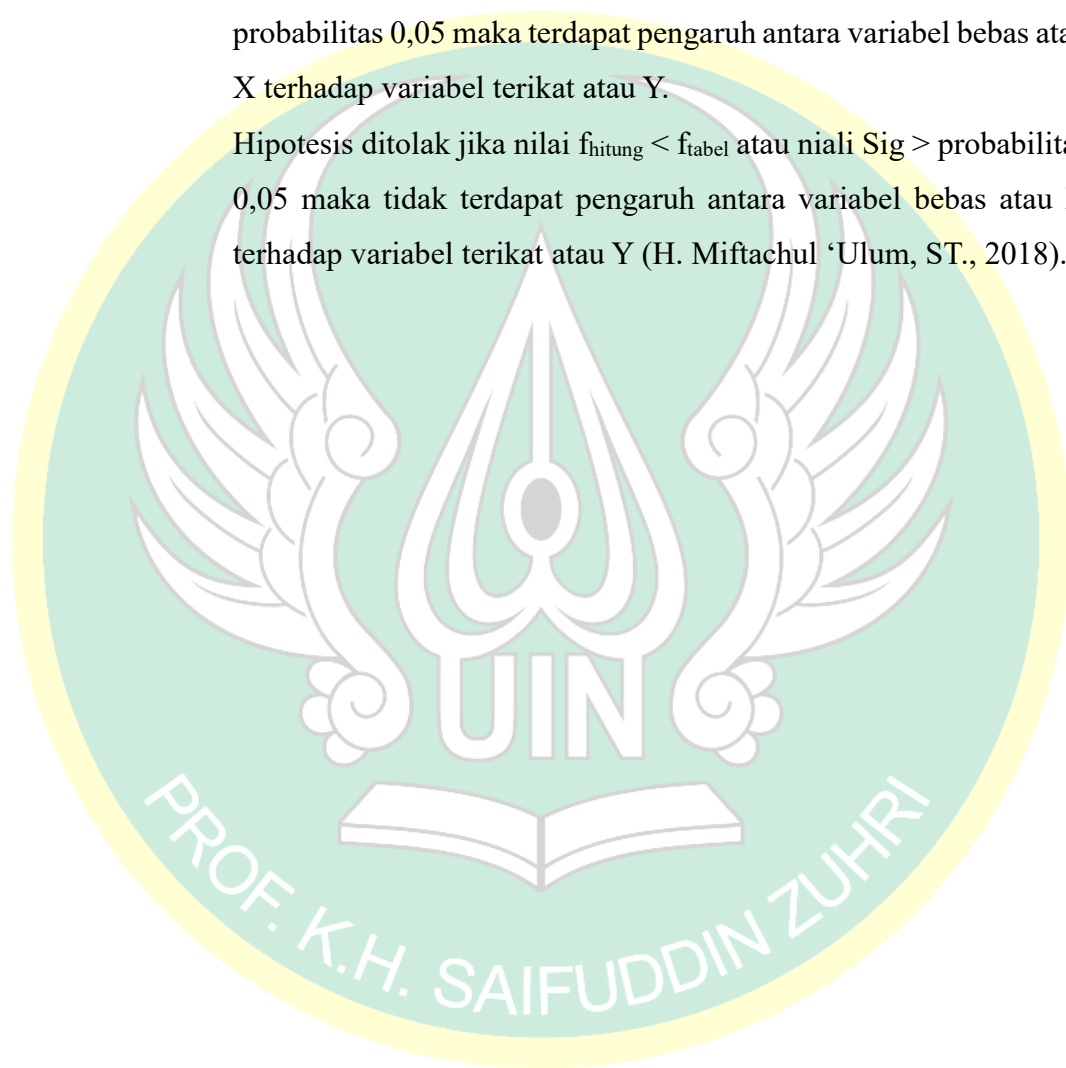 probabilitas 0,05 maka terdapat pengaruh antara variabel bebas
X terhadap variabel terikat atau Y.
Hipotesis ditolak jika nilai fhitung < ftabel atau niali Sig >
0,05 maka tidak terdapat pengaruh antara variabel bebas atau
terhadap variabel terikat atau Y (H. Miftachul ‘Ulum, ST., 2018).
UIN
PROF. K.H. SAIFUDDIN ZUHRI